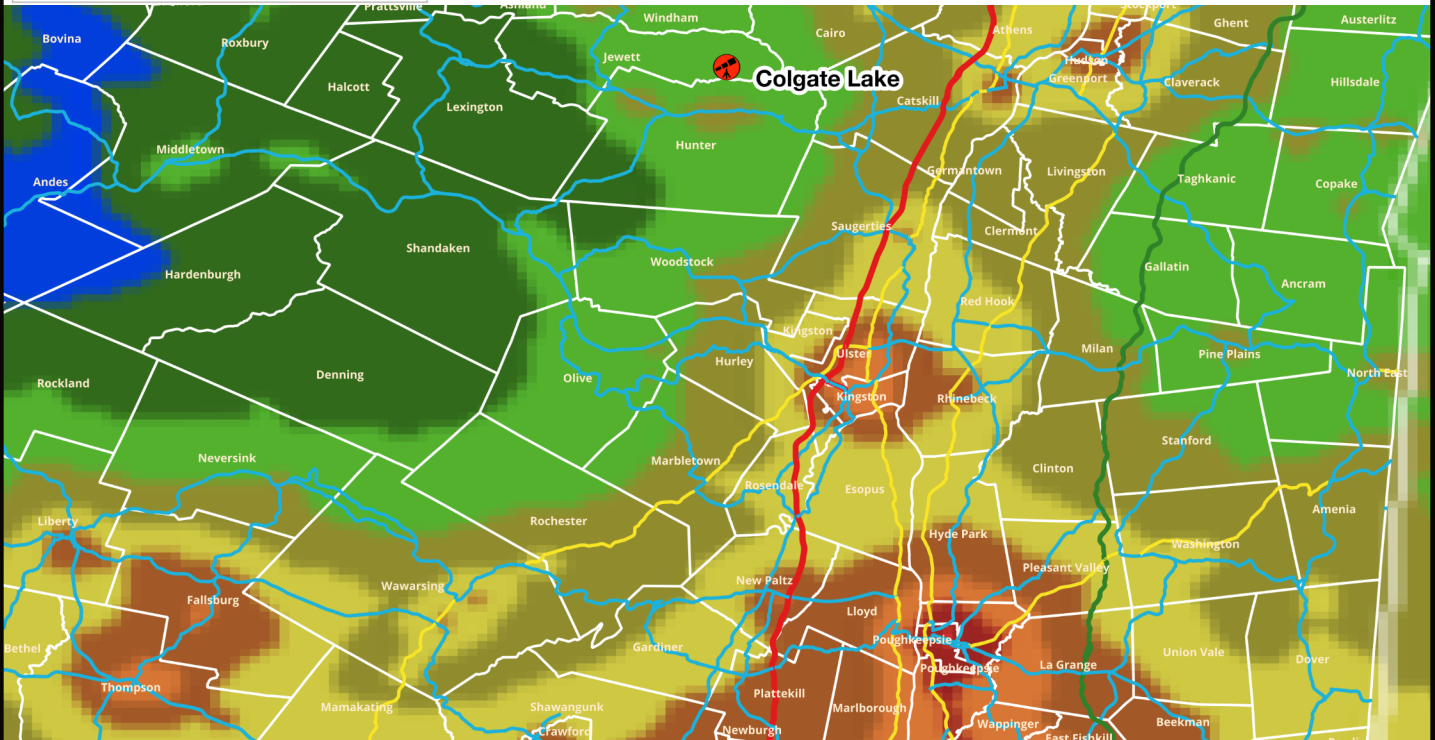 Prattsville
Ashland
Windham
Stockport
Bovina
Roxbury
Cairo
Athens
Ghent
Austerlitz
Jewett
Hudson
Colgate Lake
Greenport
Claverack
Hillsdale
Halcott
Lexington
Catskill
Middletown
Hunter
Andes
Germantown
Livingston
Taghkanic
Copake
Saugerties
Clermont
Shandaken
Woodstock
Gallatin
Hardenburgh
Ancram
Red Hook
Kingston
Milan
Ulster
Pine Plains
Hurley
Denning
Olive
Rockland
North East
Kingston
Rhinebeck
Stanford
Neversink
Marbletown
Clinton
Rosendale
Esopus
Liberty
Rochester
Amenia
Hyde Park
Washington
Pleasant Valley
Wawarsing
New Paltz
Fallsburg
Lloyd
Poughkeepsie
Bethel
Gardiner
Union Vale
Dover
Poughkeepsie
La Grange
Thompson
Plattekill
Mamakating
Shawangunk
Marlborough
Wappinger
Beekman
Crawford
Newburgh
East Fishkill